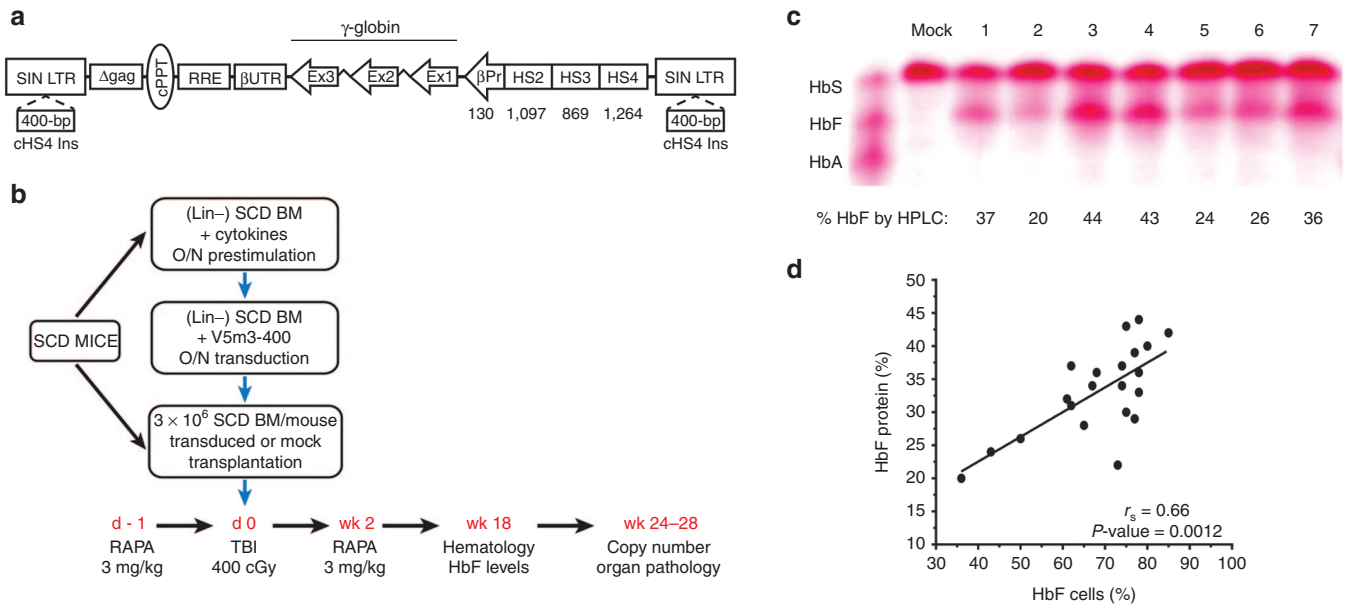 a
γ-globin
SIN LTR Δgag cPPT RRE βUTR Ex3 Ex2 Ex1 βPr HS2 HS3 HS4 SIN LTR
130 1,097 869 1,264
400-bp 400-bp
cHS4 Ins cHS4 Ins
b
(Lin–) SCD BM
+ cytokines
O/N prestimulation
SCD MICE
(Lin–) SCD BM
+ V5m3-400
O/N transduction
3 × 10⁶ SCD BM/mouse
transduced or mock
transplantation
d - 1 d 0 wk 2 wk 18 wk 24–28
RAPA TBI RAPA Hematology Copy number
3 mg/kg 400 cGy 3 mg/kg HbF levels organ pathology
c
Mock 1 2 3 4 5 6 7
HbS
HbF
HbA
% HbF by HPLC: 37 20 44 43 24 26 36
d
HbF protein (%)
50
45
40
35
30
25
20
15
10
rs = 0.66
P-value = 0.0012
30 40 50 60 70 80 90 100
HbF cells (%)